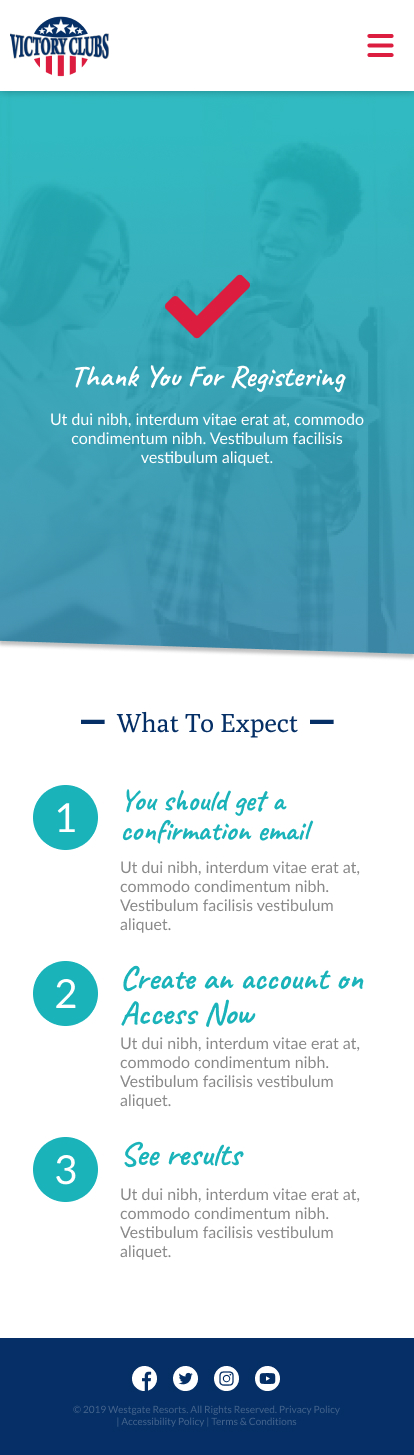 VICTORY CLUBS
Thank You For Registering
Ut dui nibh, interdum vitae erat at, commodo
condimentum nibh. Vestibulum facilisis
vestibulum aliquet.
What To Expect
1
You should get a
confirmation email
Ut dui nibh, interdum vitae erat at,
commodo condimentum nibh.
Vestibulum facilisis vestibulum
aliquet.
2
Create an account on
Access Now
Ut dui nibh, interdum vitae erat at,
commodo condimentum nibh.
Vestibulum facilisis vestibulum
aliquet.
3
See results
Ut dui nibh, interdum vitae erat at,
commodo condimentum nibh.
Vestibulum facilisis vestibulum
aliquet.
© 2019 Westgate Resorts. All Rights Reserved. Privacy Policy
| Accessibility Policy | Terms & Conditions